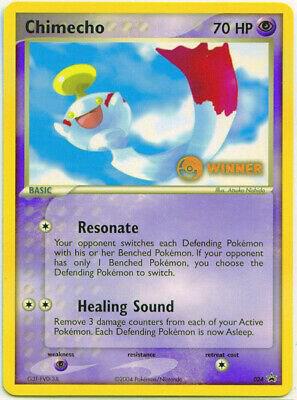 Chimecho
70 HP
WINNER
BASIC
Illus. Atsuko Nishida
Resonate
Your opponent switches each Defending Pokémon
with his or her Benched Pokémon. If your opponent
has only 1 Benched Pokémon, you choose a
Defending Pokémon to switch.
Healing Sound
Remove 3 damage counters from each of your Active
Pokémon. Each Defending Pokémon is now Asleep.
weakness
resistance
retreat cost
©2004 Pokémon/Nintendo
024